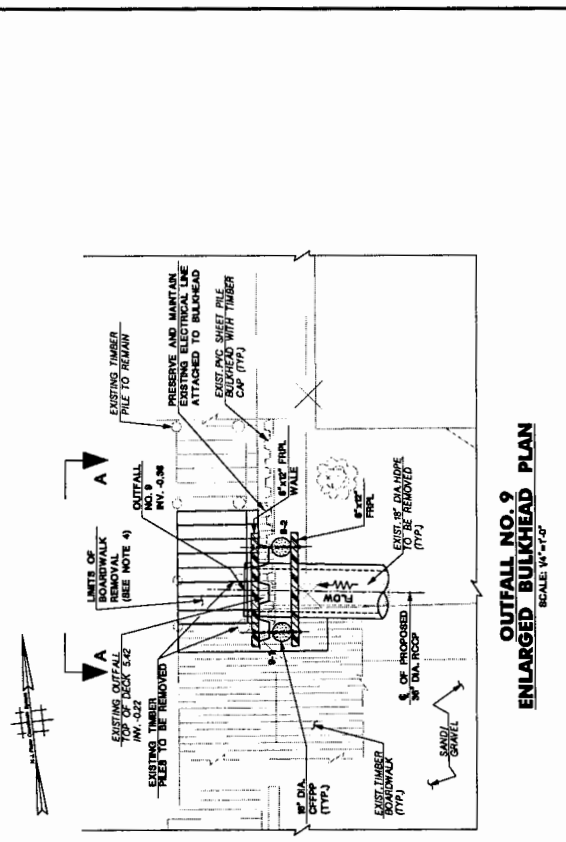 A
A
LIMITS OF
BOARDWALK
REMOVAL
(SEE NOTE 4)
EXISTING OUTFALL
TOP OF DECK 5.42
INV. -0.22
EXISTING TIMBER
PILES TO BE REMOVED
OUTFALL
NO. 9
INV. -0.36
EXISTING TIMBER
PILE TO REMAIN
PRESERVE AND MAINTAIN
EXISTING ELECTRICAL LINE
ATTACHED TO BULKHEAD
EXIST. PVC SHEET PILE
BULKHEAD WITH TIMBER
CAP (TYP.)
6"x12" FRPL
WALE
9-2
6"x12"
FRPL
EXIST. 18" DIA. HDPE
TO BE REMOVED
(TYP.)
FLOW
℄ OF PROPOSED
36" DIA. RCCP
CFFPP
(TYP.)
EXIST. TIMBER
BOARDWALK
(TYP.)
SAND/
GRAVEL
OUTFALL NO. 9
ENLARGED BULKHEAD PLAN
SCALE: 1/4"=1'-0"